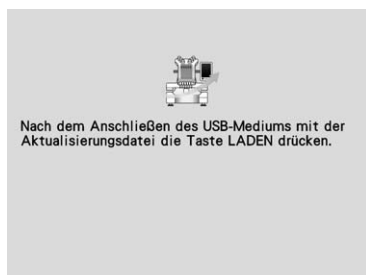 Nach dem Anschließen des USB-Mediums mit der
Aktualisierungsdatei die Taste LADEN drücken.